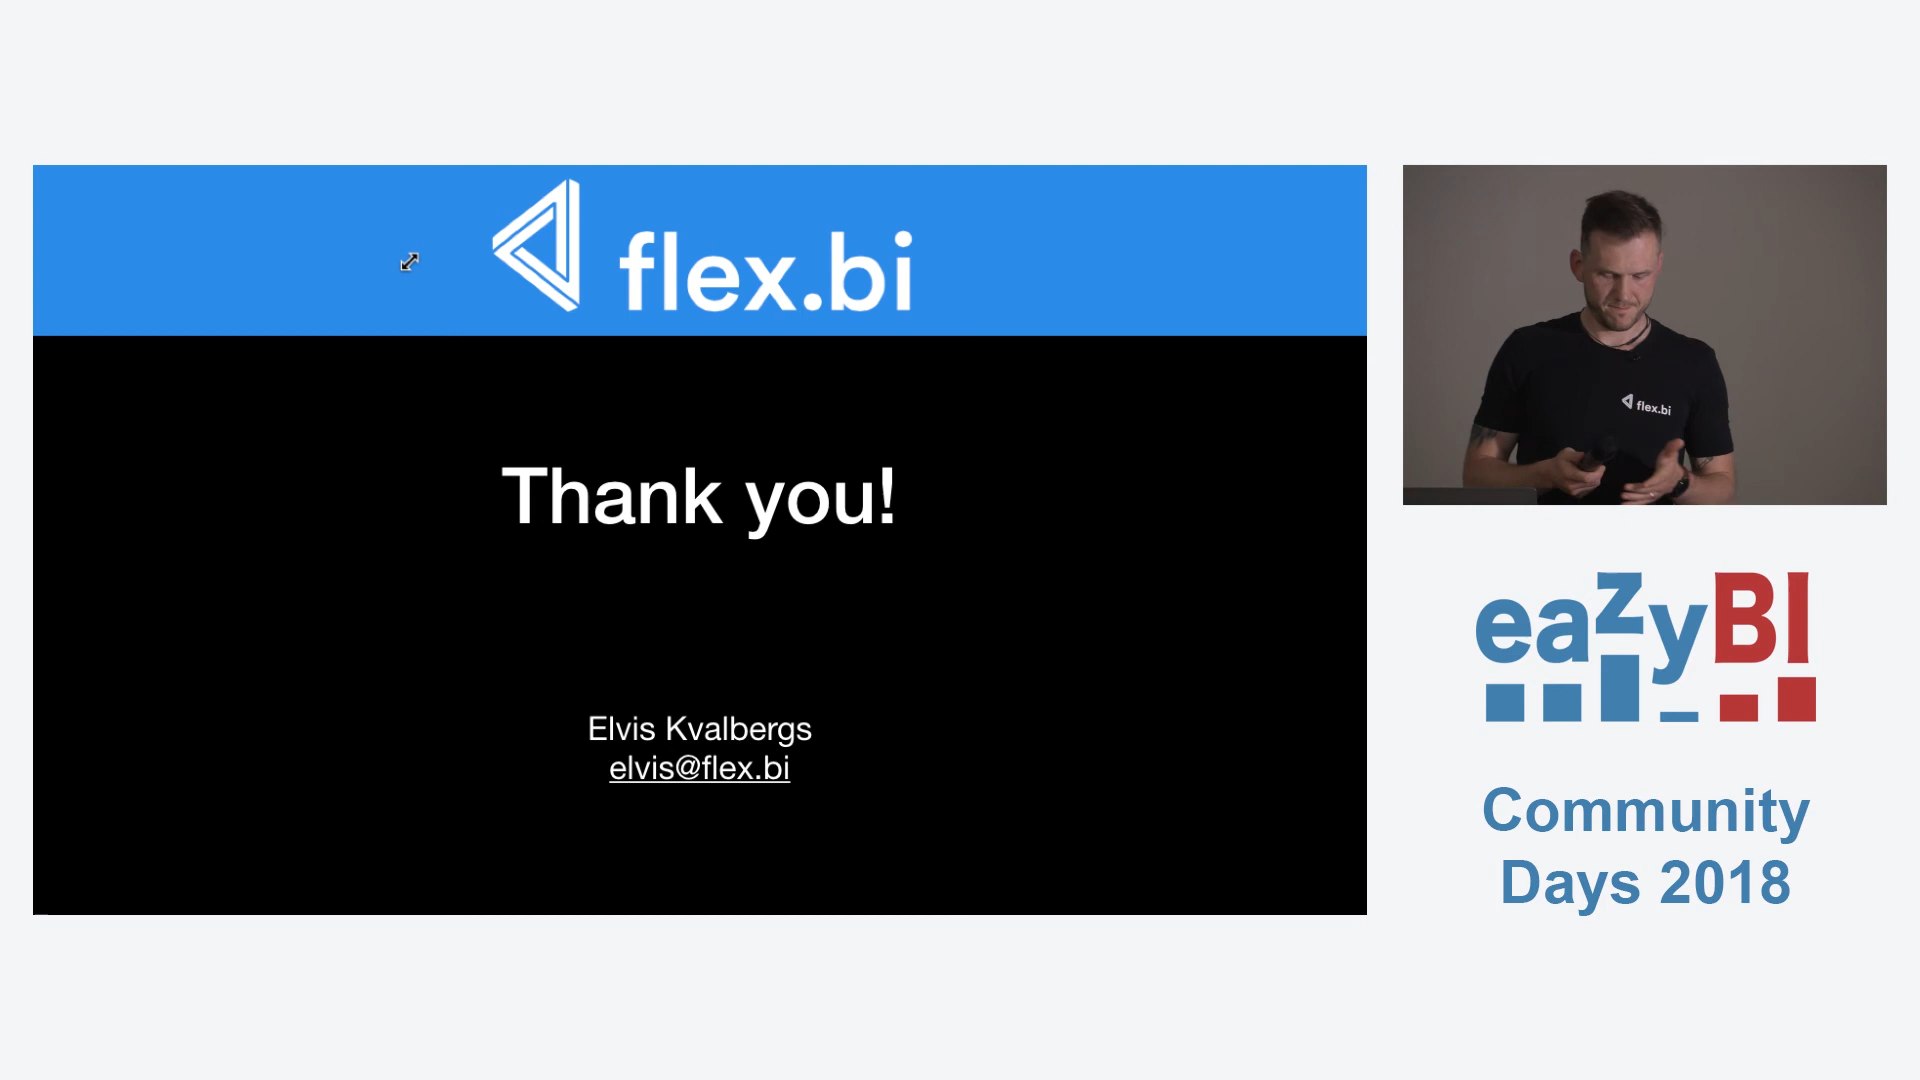 flex.bi
Thank you!
Elvis Kvalbergs
elvis@flex.bi
flex.bi
eazyBI
Community
Days 2018